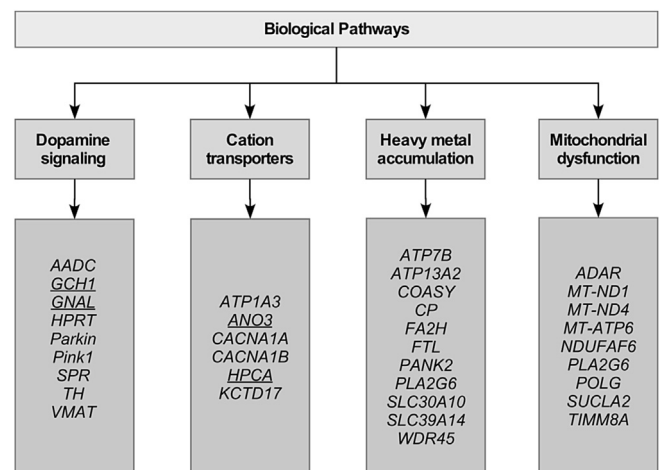 Biological Pathways
Dopamine
signaling
Cation
transporters
Heavy metal
accumulation
Mitochondrial
dysfunction
AADC
GCH1
GNAL
HPRT
Parkin
Pink1
SPR
TH
VMAT
ATP1A3
ANO3
CACNA1A
CACNA1B
HPCA
KCTD17
ATP7B
ATP13A2
COASY
CP
FA2H
FTL
PANK2
PLA2G6
SLC30A10
SLC39A14
WDR45
ADAR
MT-ND1
MT-ND4
MT-ATP6
NDUFAF6
PLA2G6
POLG
SUCLA2
TIMM8A